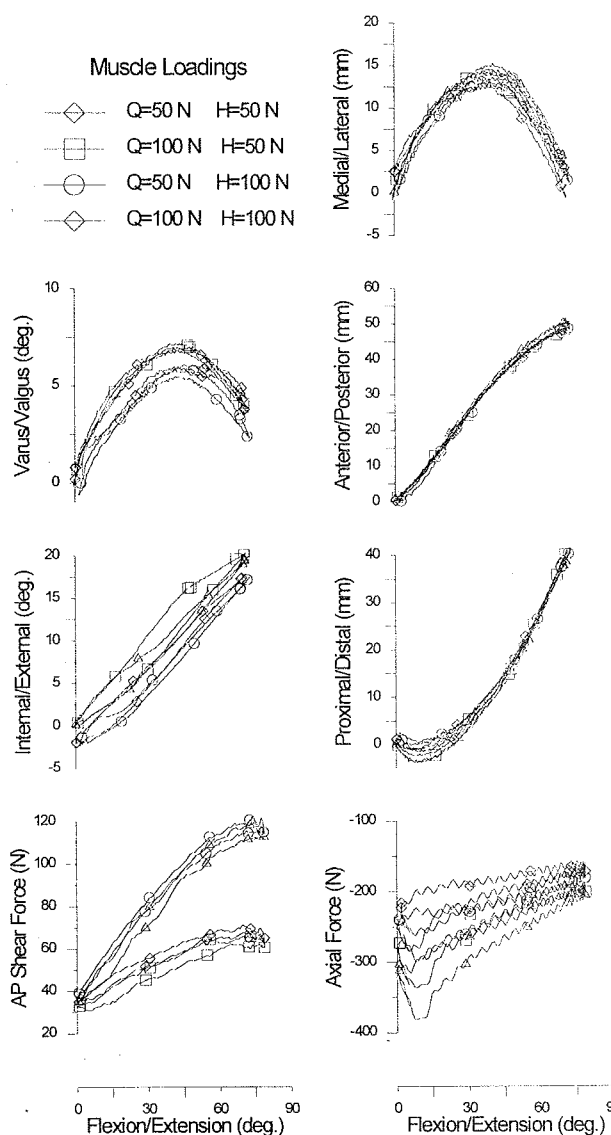 Muscle Loadings
Q=50 N H=50 N
Q=100 N H=50 N
Q=50 N H=100 N
Q=100 N H=100 N
20
15
10
5
0
-5
Medial/Lateral (mm)
10
5
0
Varus/Valgus (deg.)
60
50
40
30
20
10
0
Anterior/Posterior (mm)
20
15
10
5
0
-5
Internal/External (deg.)
40
30
20
10
0
Proximal/Distal (mm)
120
100
80
60
40
20
AP Shear Force (N)
-100
-200
-300
-400
Axial Force (N)
0 30 60 90
Flexion/Extension (deg.)
0 30 60 90
Flexion/Extension (deg.)